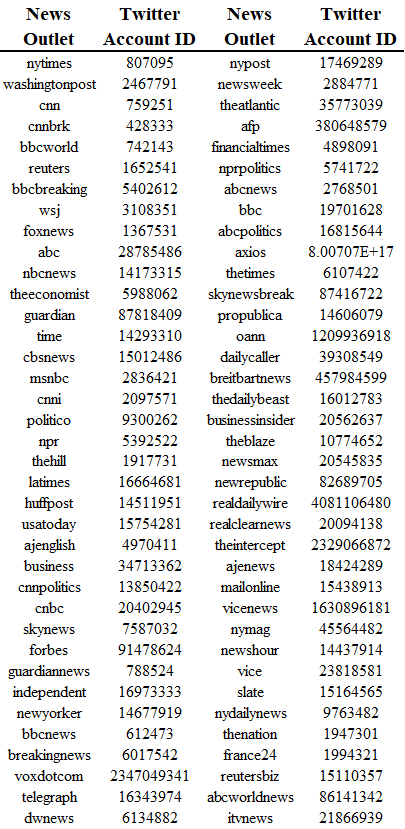 News Twitter News Twitter
Outlet Account ID Outlet Account ID
nytimes 807095 nypost 17469289
washingtonpost 2467791 newsweek 2884771
cnn 759251 theatlantic 35773039
cnnbrk 428333 afp 380648579
bbcworld 742143 financialtimes 4898091
reuters 1652541 nprpolitics 5741722
bbcbreaking 5402612 abcnews 2768501
wsj 3108351 bbc 19701628
foxnews 1367531 abcpolitics 16815644
abc 28785486 axios 8.00707E+17
nbcnews 14173315 thetimes 6107422
theeconomist 5988062 skynewsbreak 87416722
guardian 87818409 propublica 14606079
time 14293310 oann 1209936918
cbsnews 15012486 dailycaller 39308549
msnbc 2836421 breitbartnews 457984599
cnni 2097571 thedailybeast 16012783
politico 9300262 businessinsider 20562637
npr 5392522 theblaze 10774652
thehill 1917731 newsmax 20545835
latimes 16664681 newrepublic 82689705
huffpost 14511951 realdailywire 4081106480
usatoday 15754281 realclearnews 20094138
ajenglish 4970411 theintercept 2329066872
business 34713362 ajenews 18424289
cnnpolitics 13850422 mailonline 15438913
cnbc 20402945 vicenews 1630896181
skynews 7587032 nymag 45564482
forbes 91478624 newshour 14437914
guardiannews 788524 vice 23818581
independent 16973333 slate 15164565
newyorker 14677919 nydailynews 9763482
bbcnews 612473 thenation 1947301
breakingnews 6017542 france24 1994321
voxdotcom 2347049341 reutersbiz 15110357
telegraph 16343974 abcworldnews 86141342
dwnews 6134882 itvnews 21866939